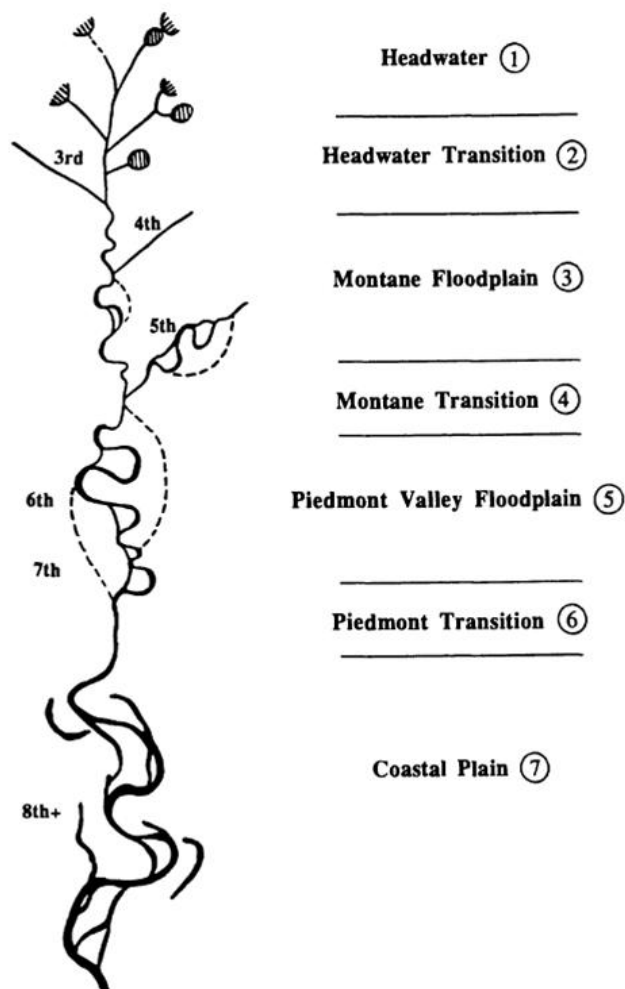 Headwater ①
3rd
Headwater Transition ②
4th
Montane Floodplain ③
5th
Montane Transition ④
6th
Piedmont Valley Floodplain ⑤
7th
Piedmont Transition ⑥
Coastal Plain ⑦
8th+